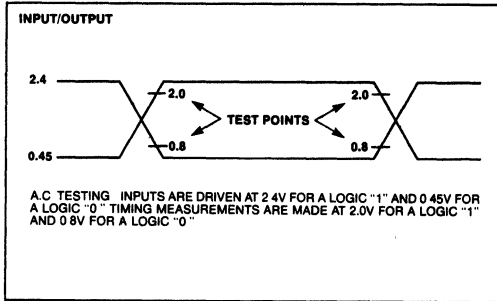 INPUT/OUTPUT
2.4
2.0
2.0
TEST POINTS
0.8
0.8
0.45
A.C TESTING INPUTS ARE DRIVEN AT 2 4V FOR A LOGIC "1" AND 0 45V FOR
A LOGIC "0" TIMING MEASUREMENTS ARE MADE AT 2.0V FOR A LOGIC "1"
AND 0 8V FOR A LOGIC "0"